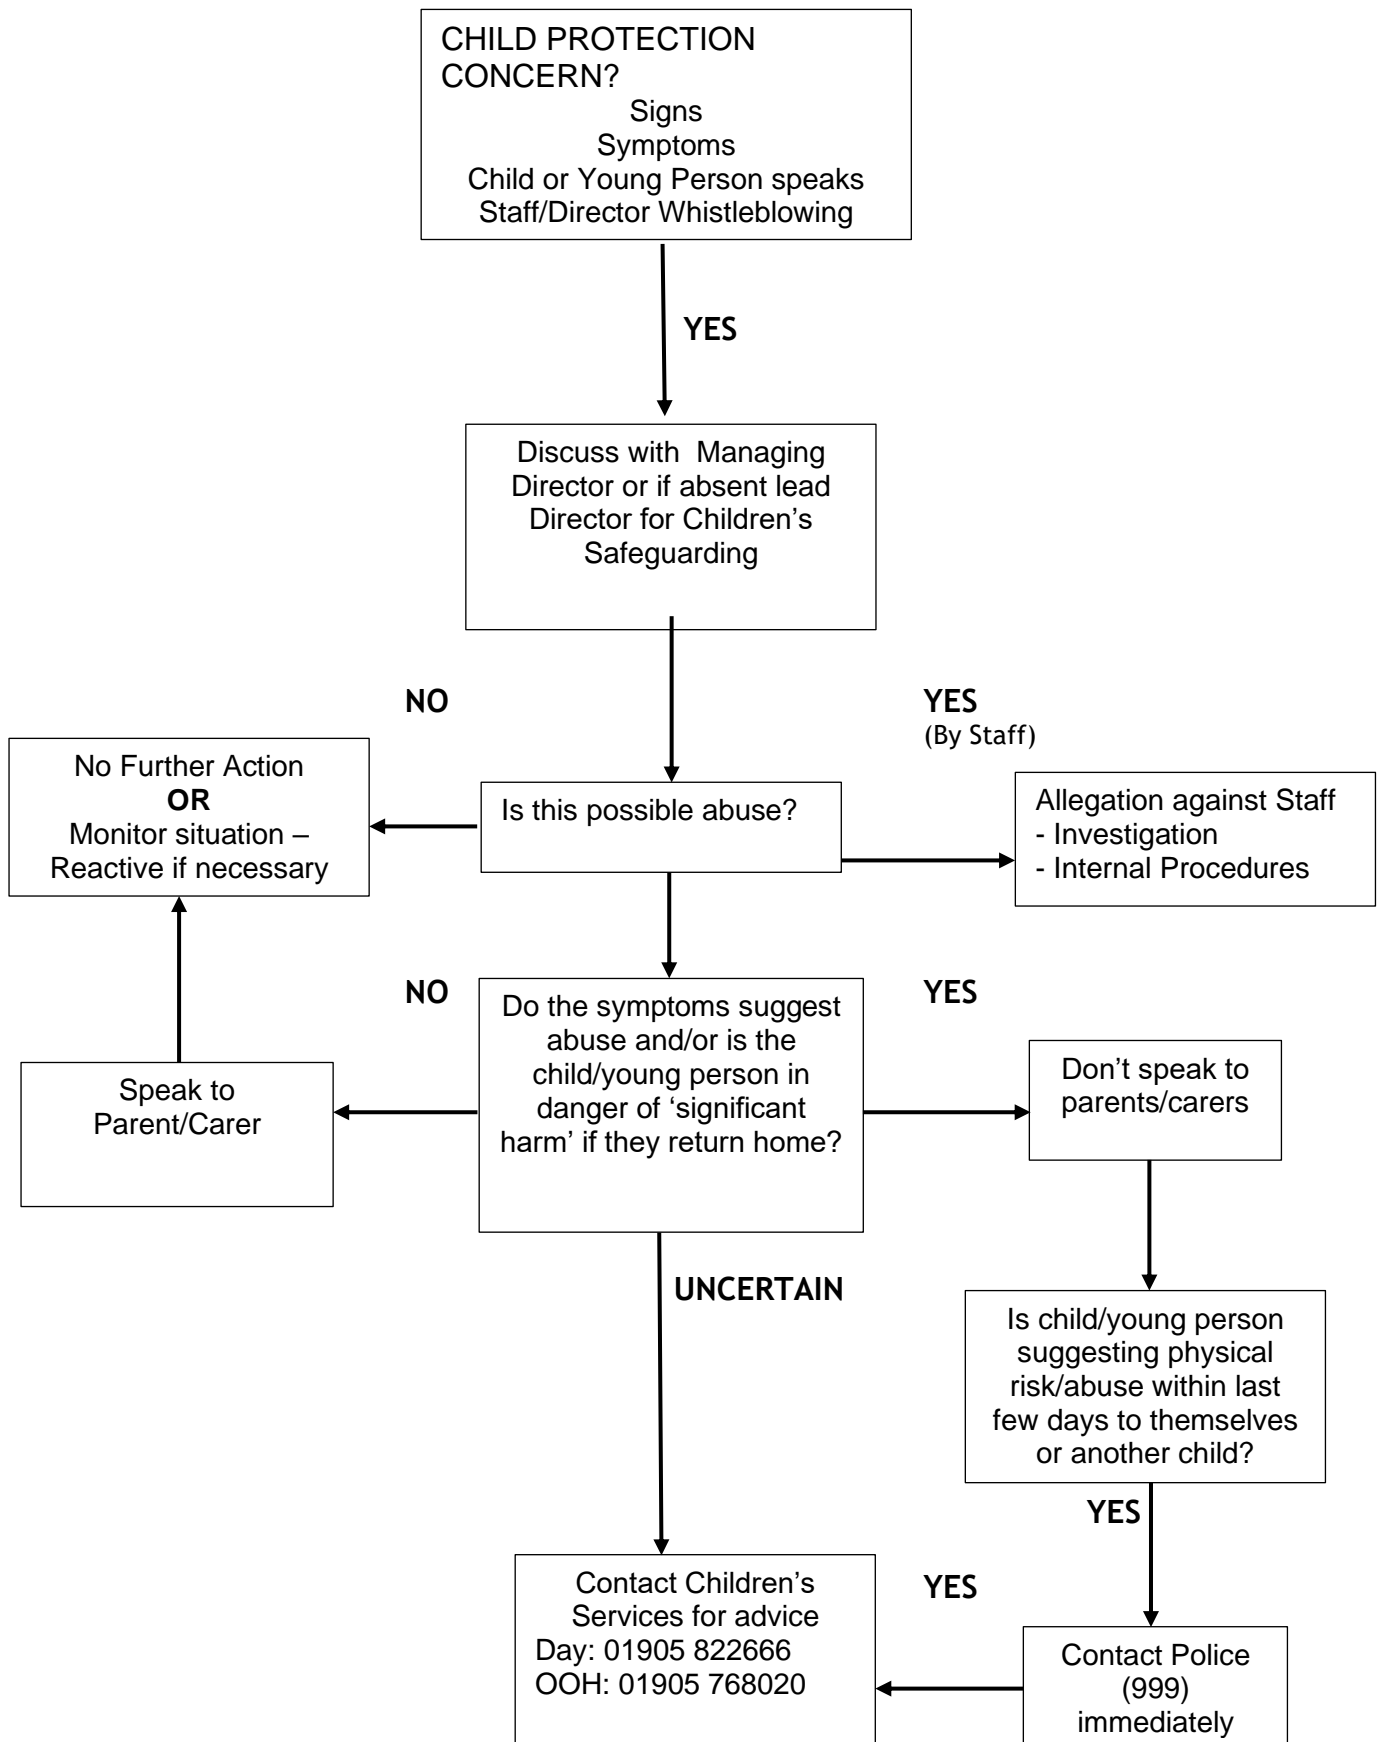 CHILD PROTECTION
CONCERN?
Signs
Symptoms
Child or Young Person speaks
Staff/Director Whistleblowing
YES
Discuss with  Managing
Director or if absent lead
Director for Children’s
Safeguarding
NO
YES
(By Staff)
No Further Action
OR
Monitor situation –
Reactive if necessary
Is this possible abuse?
Allegation against Staff
- Investigation
- Internal Procedures
NO
YES
Do the symptoms suggest
abuse and/or is the
child/young person in
danger of ‘significant
harm’ if they return home?
Speak to
Parent/Carer
Don’t speak to
parents/carers
UNCERTAIN
Is child/young person
suggesting physical
risk/abuse within last
few days to themselves
or another child?
YES
YES
Contact Children’s
Services for advice
Day: 01905 822666
OOH: 01905 768020
Contact Police
(999)
immediately